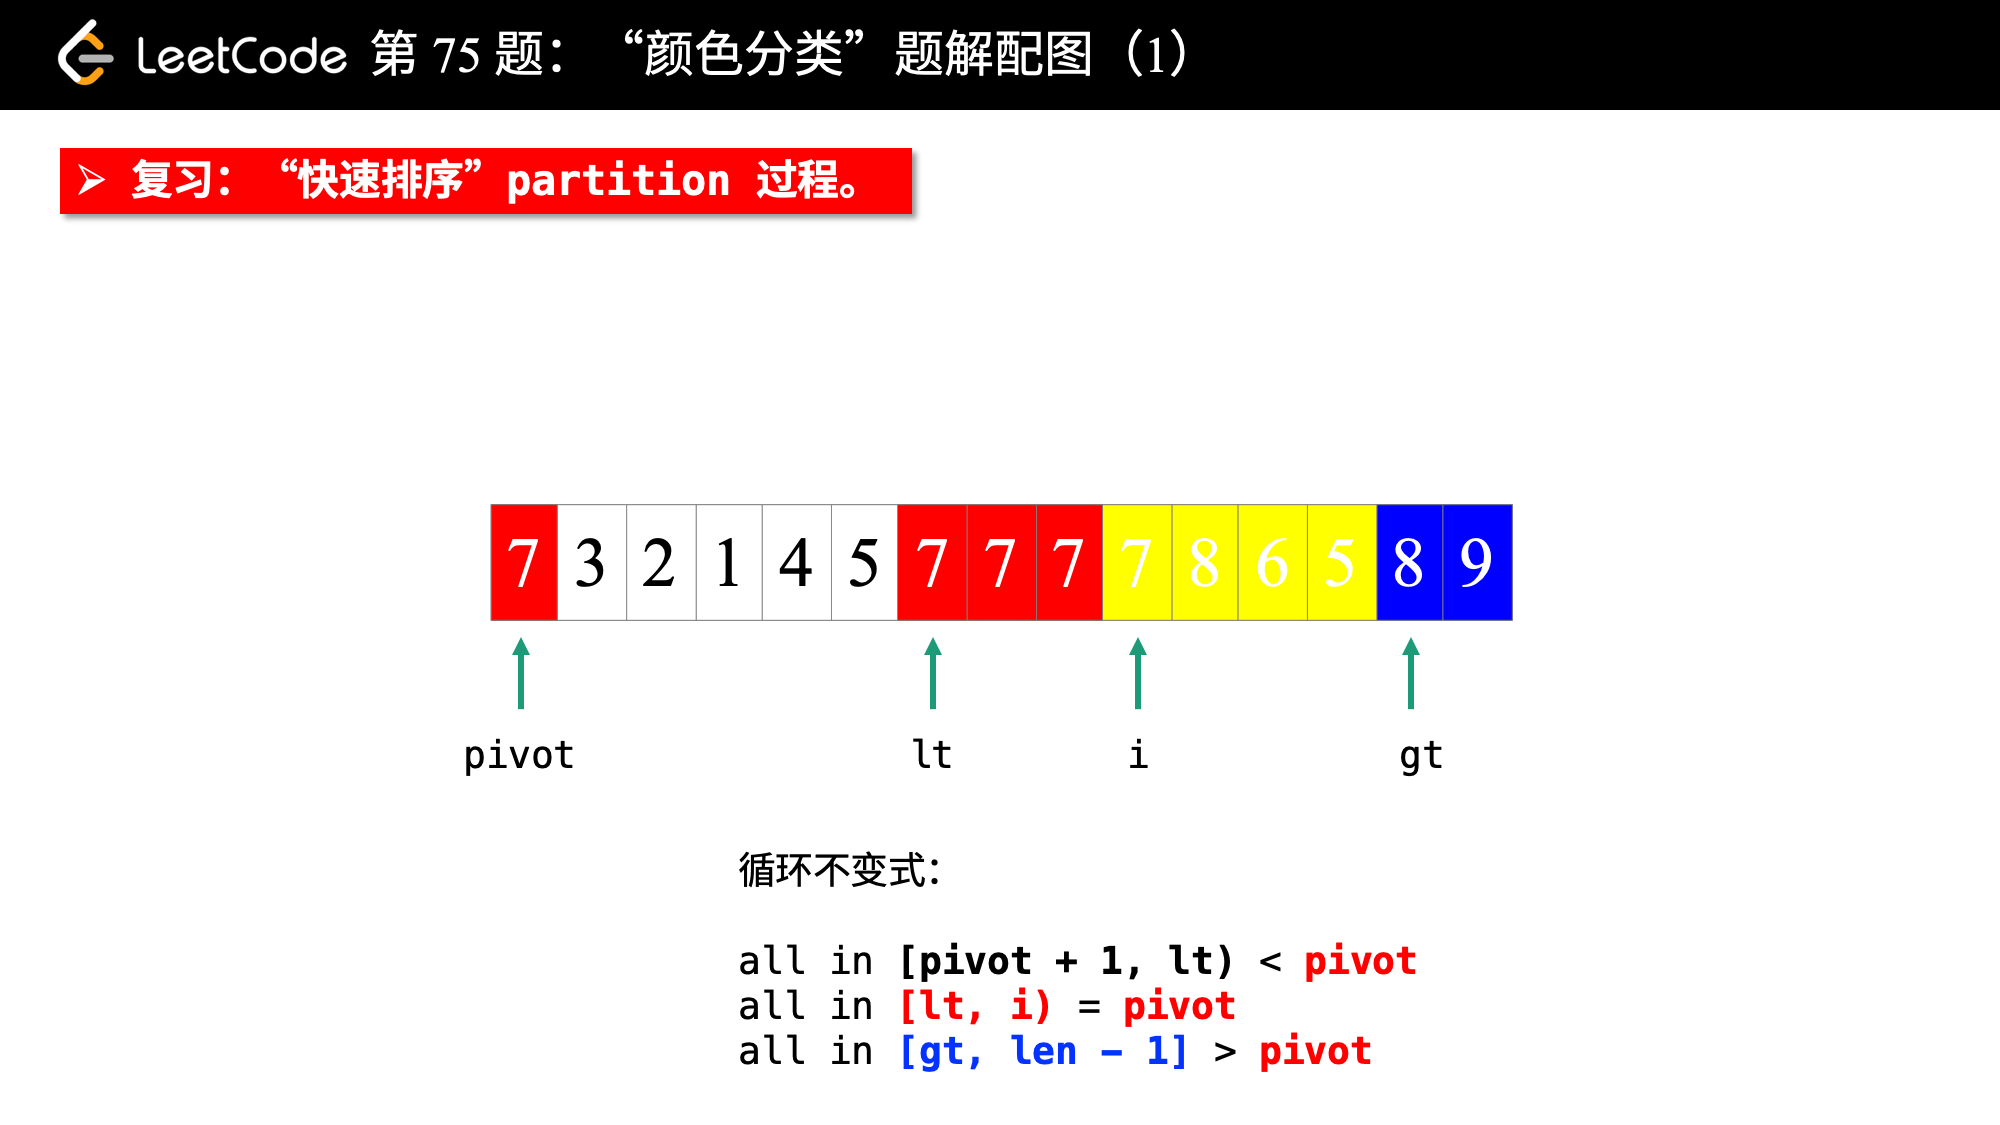 LeetCode 第 75 题：“颜色分类”题解配图（1）
➢ 复习：“快速排序”partition 过程。
7 3 2 1 4 5 7 7 7 7 8 6 5 8 9
pivot lt i gt
循环不变式：
all in [pivot + 1, lt) < pivot
all in [lt, i) = pivot
all in [gt, len − 1] > pivot